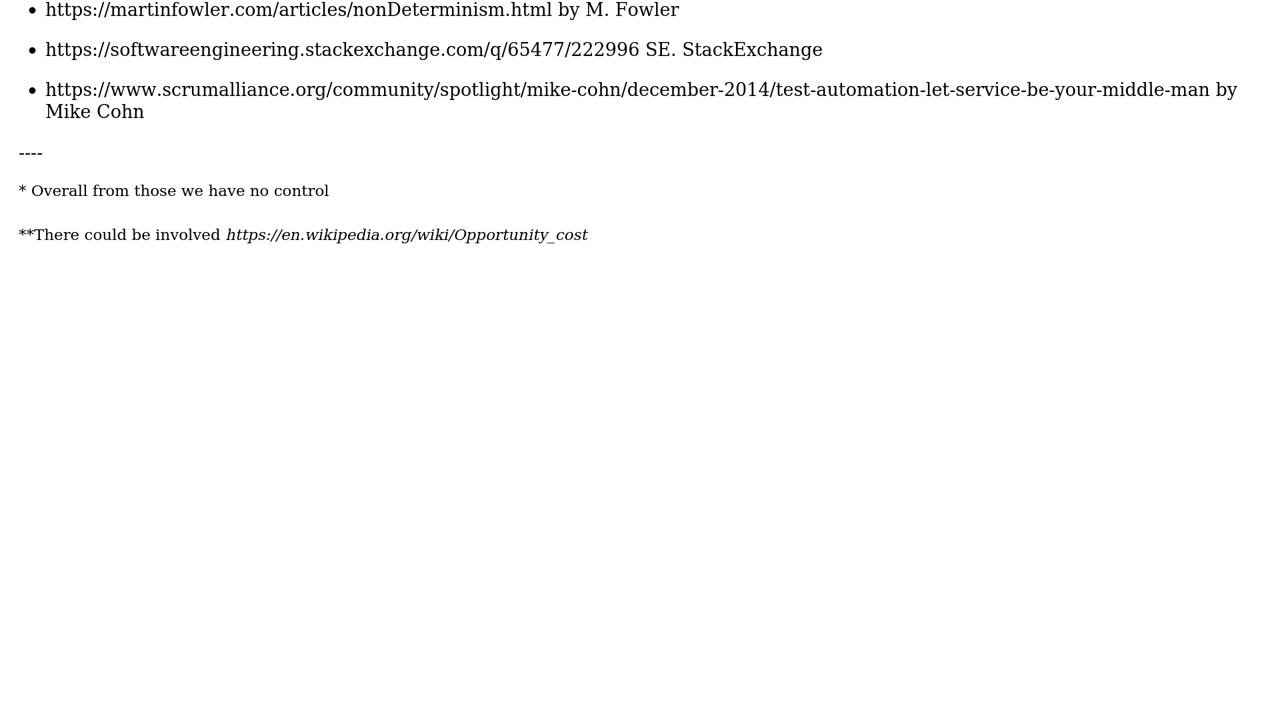 • https://martinfowler.com/articles/nonDeterminism.html by M. Fowler
• https://softwareengineering.stackexchange.com/q/65477/222996 SE. StackExchange
• https://www.scrumalliance.org/community/spotlight/mike-cohn/december-2014/test-automation-let-service-be-your-middle-man by
Mike Cohn
----
* Overall from those we have no control
**There could be involved https://en.wikipedia.org/wiki/Opportunity_cost